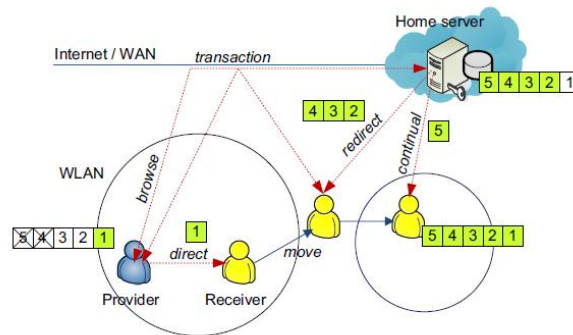 Home server
Internet / WAN
transaction
5 4 3 2 1
4 3 2
5
redirect
continual
browse
WLAN
5 4 3 2 1
1
direct
move
5 4 3 2 1
Provider
Receiver